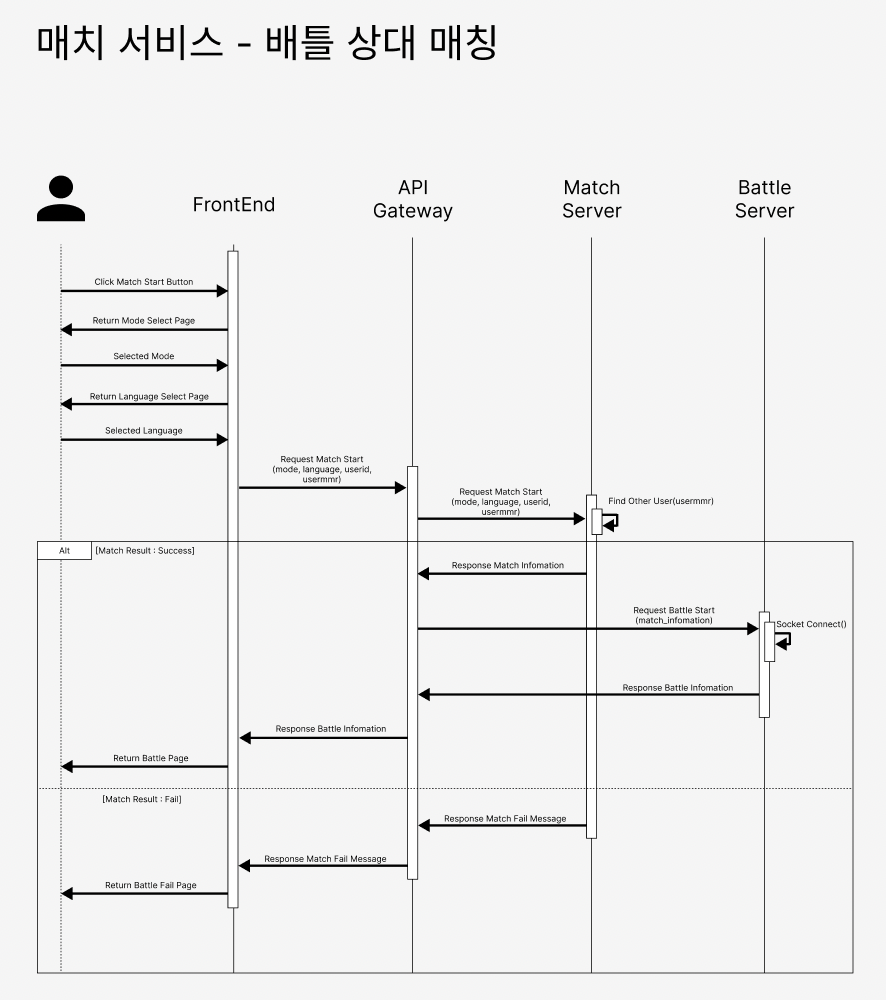 매치 서비스 - 배틀 상대 매칭
FrontEnd
API
Gateway
Match
Server
Battle
Server
Click Match Start Button
Return Mode Select Page
Selected Mode
Return Language Select Page
Selected Language
Request Match Start
(mode, language, userid,
usermmr)
Request Match Start
(mode, language, userid,
usermmr)
Find Other User(usermmr)
Alt
[Match Result : Success]
Response Match Infomation
Request Battle Start
(match_infomation)
Socket Connect()
Response Battle Infomation
Response Battle Infomation
Return Battle Page
[Match Result : Fail]
Response Match Fail Message
Response Match Fail Message
Return Battle Fail Page